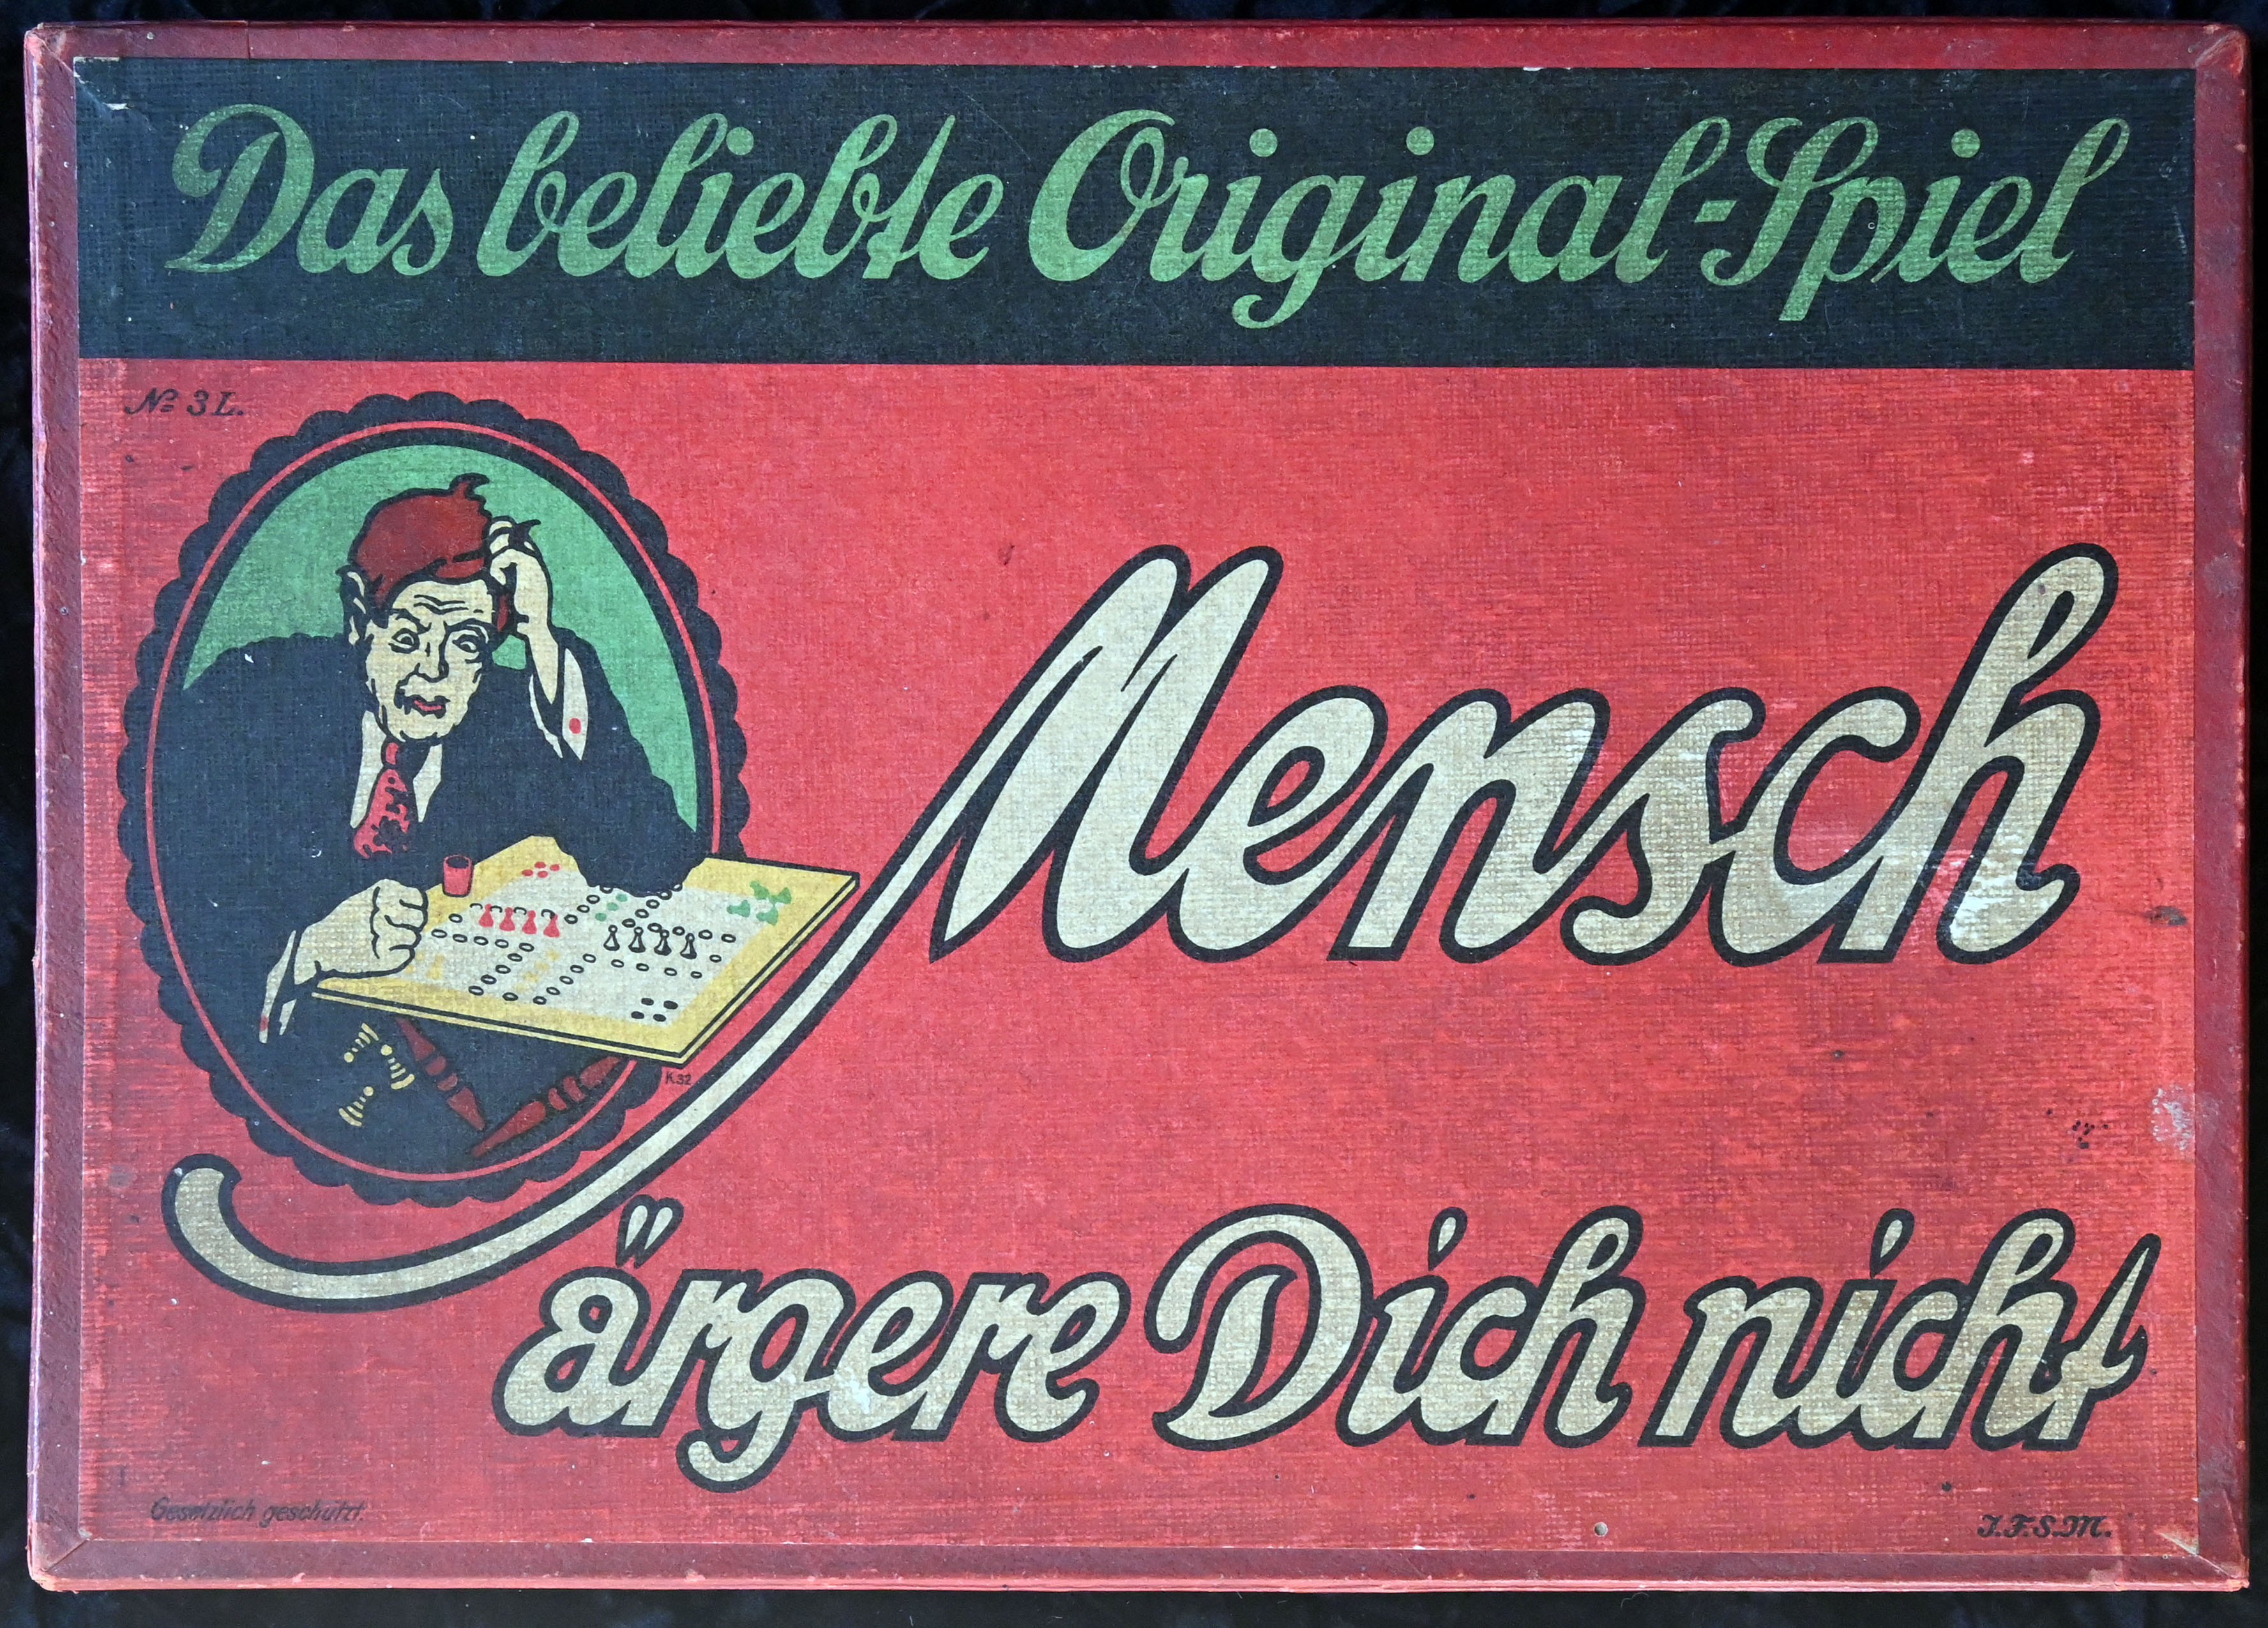 Das beliebte Original-Spiel
No 3 L.
Mensch
K.32
ärgere Dich nicht
Gesetzlich geschützt.
J.F.S.M.